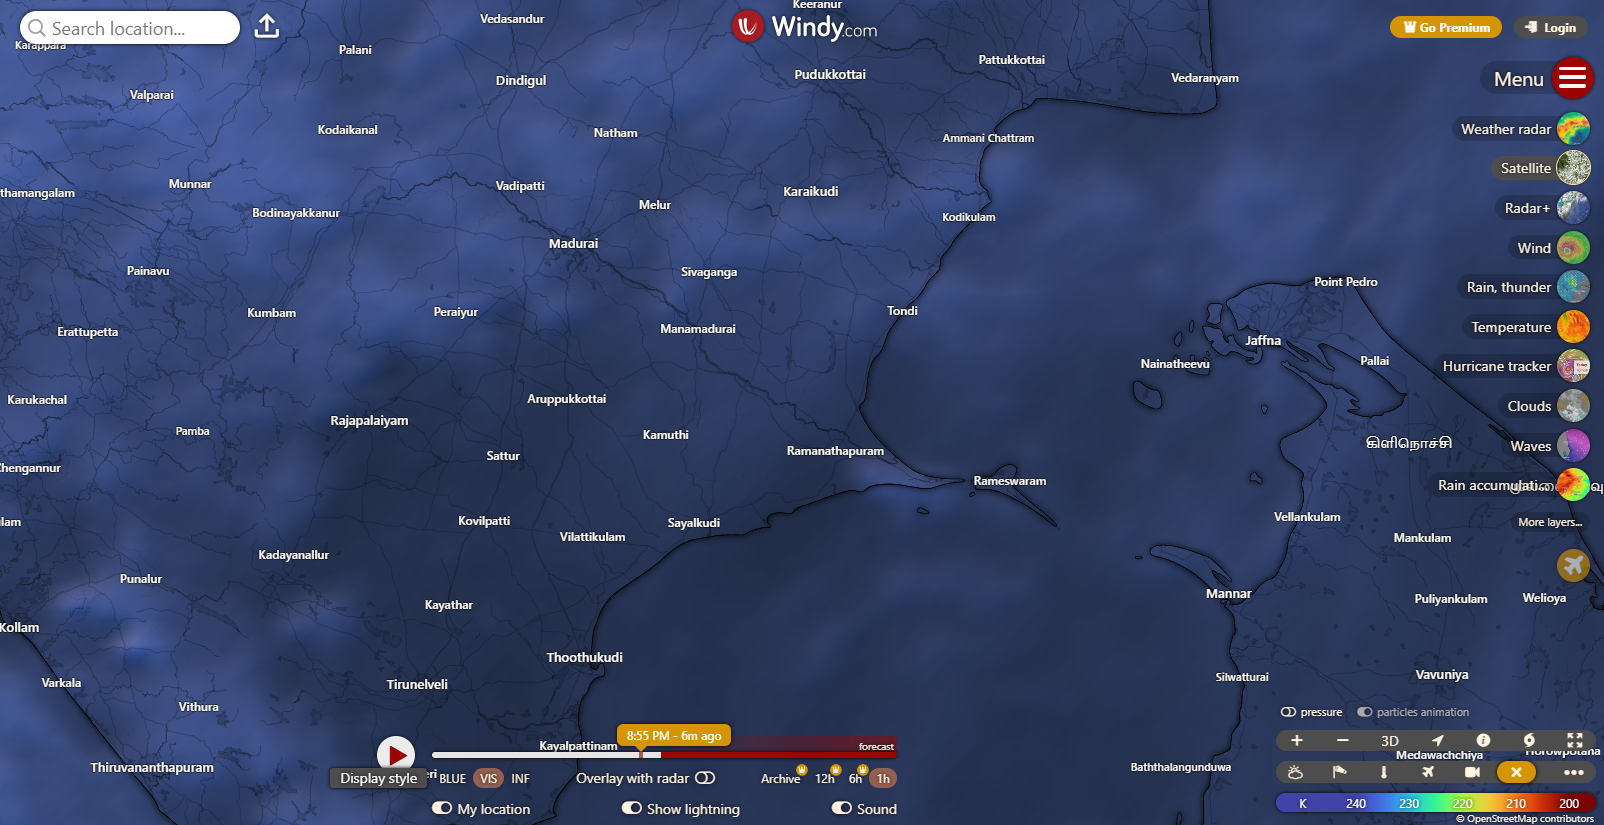 Search location...
Windy.com
Go Premium
Login
Menu
Weather radar
Satellite
Radar+
Wind
Rain, thunder
Temperature
Hurricane tracker
Clouds
Waves
Rain accumulati...
More layers...
Keeranur
Vedasandur
Karappara
Palani
Pattukkottai
Pudukkottai
Vedaranyam
Dindigul
Valparai
Kodaikanal
Natham
Ammani Chattram
Munnar
Vadipatti
Karaikudi
thamangalam
Melur
Bodinayakkanur
Kodikulam
Madurai
Painavu
Sivaganga
Point Pedro
Kumbam
Peraiyur
Tondi
Erattupetta
Manamadurai
Jaffna
Nainatheevu
Pallai
Karukachal
Aruppukkottai
Rajapalaiyam
Pamba
Kamuthi
கிளிநொச்சி
Ramanathapuram
Sattur
Chengannur
Rameswaram
Vellankulam
Kovilpatti
Sayalkudi
lam
Vilattikulam
Mankulam
Kadayanallur
Punalur
Mannar
Puliyankulam
Welioya
Kayathar
Kollam
Thoothukudi
Vavuniya
Silwatturai
Varkala
Tirunelveli
Vithura
Kayalpattinam
Thiruvananthapuram
Baththalangunduwa
Medawachchiya
Horowpotana
8:55 PM - 6m ago
forecast
Display style
eri
BLUE
VIS
INF
Overlay with radar
Archive
12h
6h
1h
My location
Show lightning
Sound
pressure
particles animation
3D
K 240 230 220 210 200
© OpenStreetMap contributors